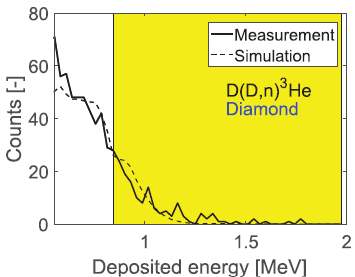 80
60
40
20
0
Counts [-]
Measurement
Simulation
D(D,n)³He
Diamond
1
1.5
2
Deposited energy [MeV]